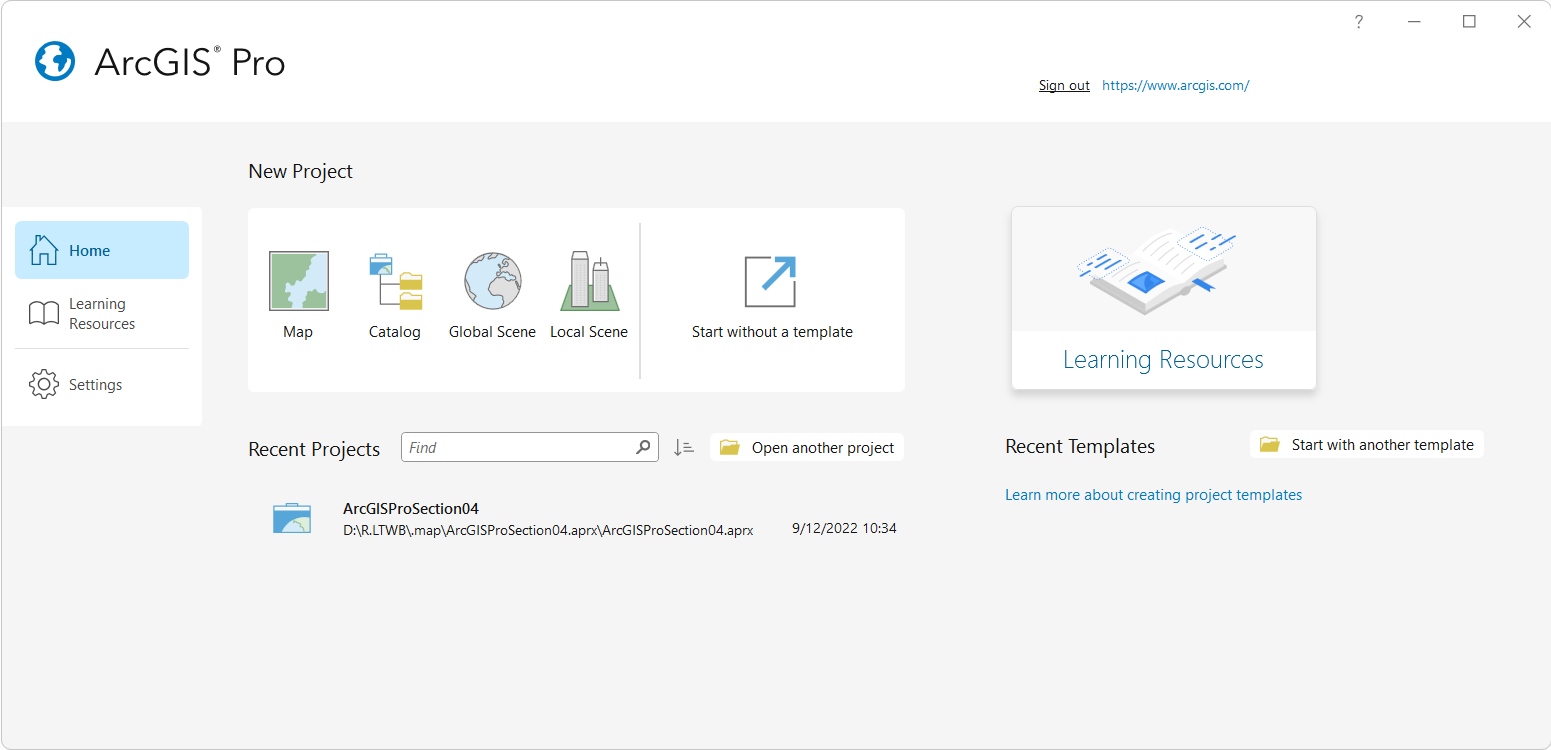 ?
ArcGIS® Pro
Sign out https://www.arcgis.com/
New Project
Home
Learning
Resources
Settings
Map
Catalog
Global Scene
Local Scene
Start without a template
Learning Resources
Recent Projects
Find
Open another project
ArcGISProSection04
D:\R.LTWB\.map\ArcGISProSection04.aprx\ArcGISProSection04.aprx
9/12/2022 10:34
Recent Templates
Start with another template
Learn more about creating project templates